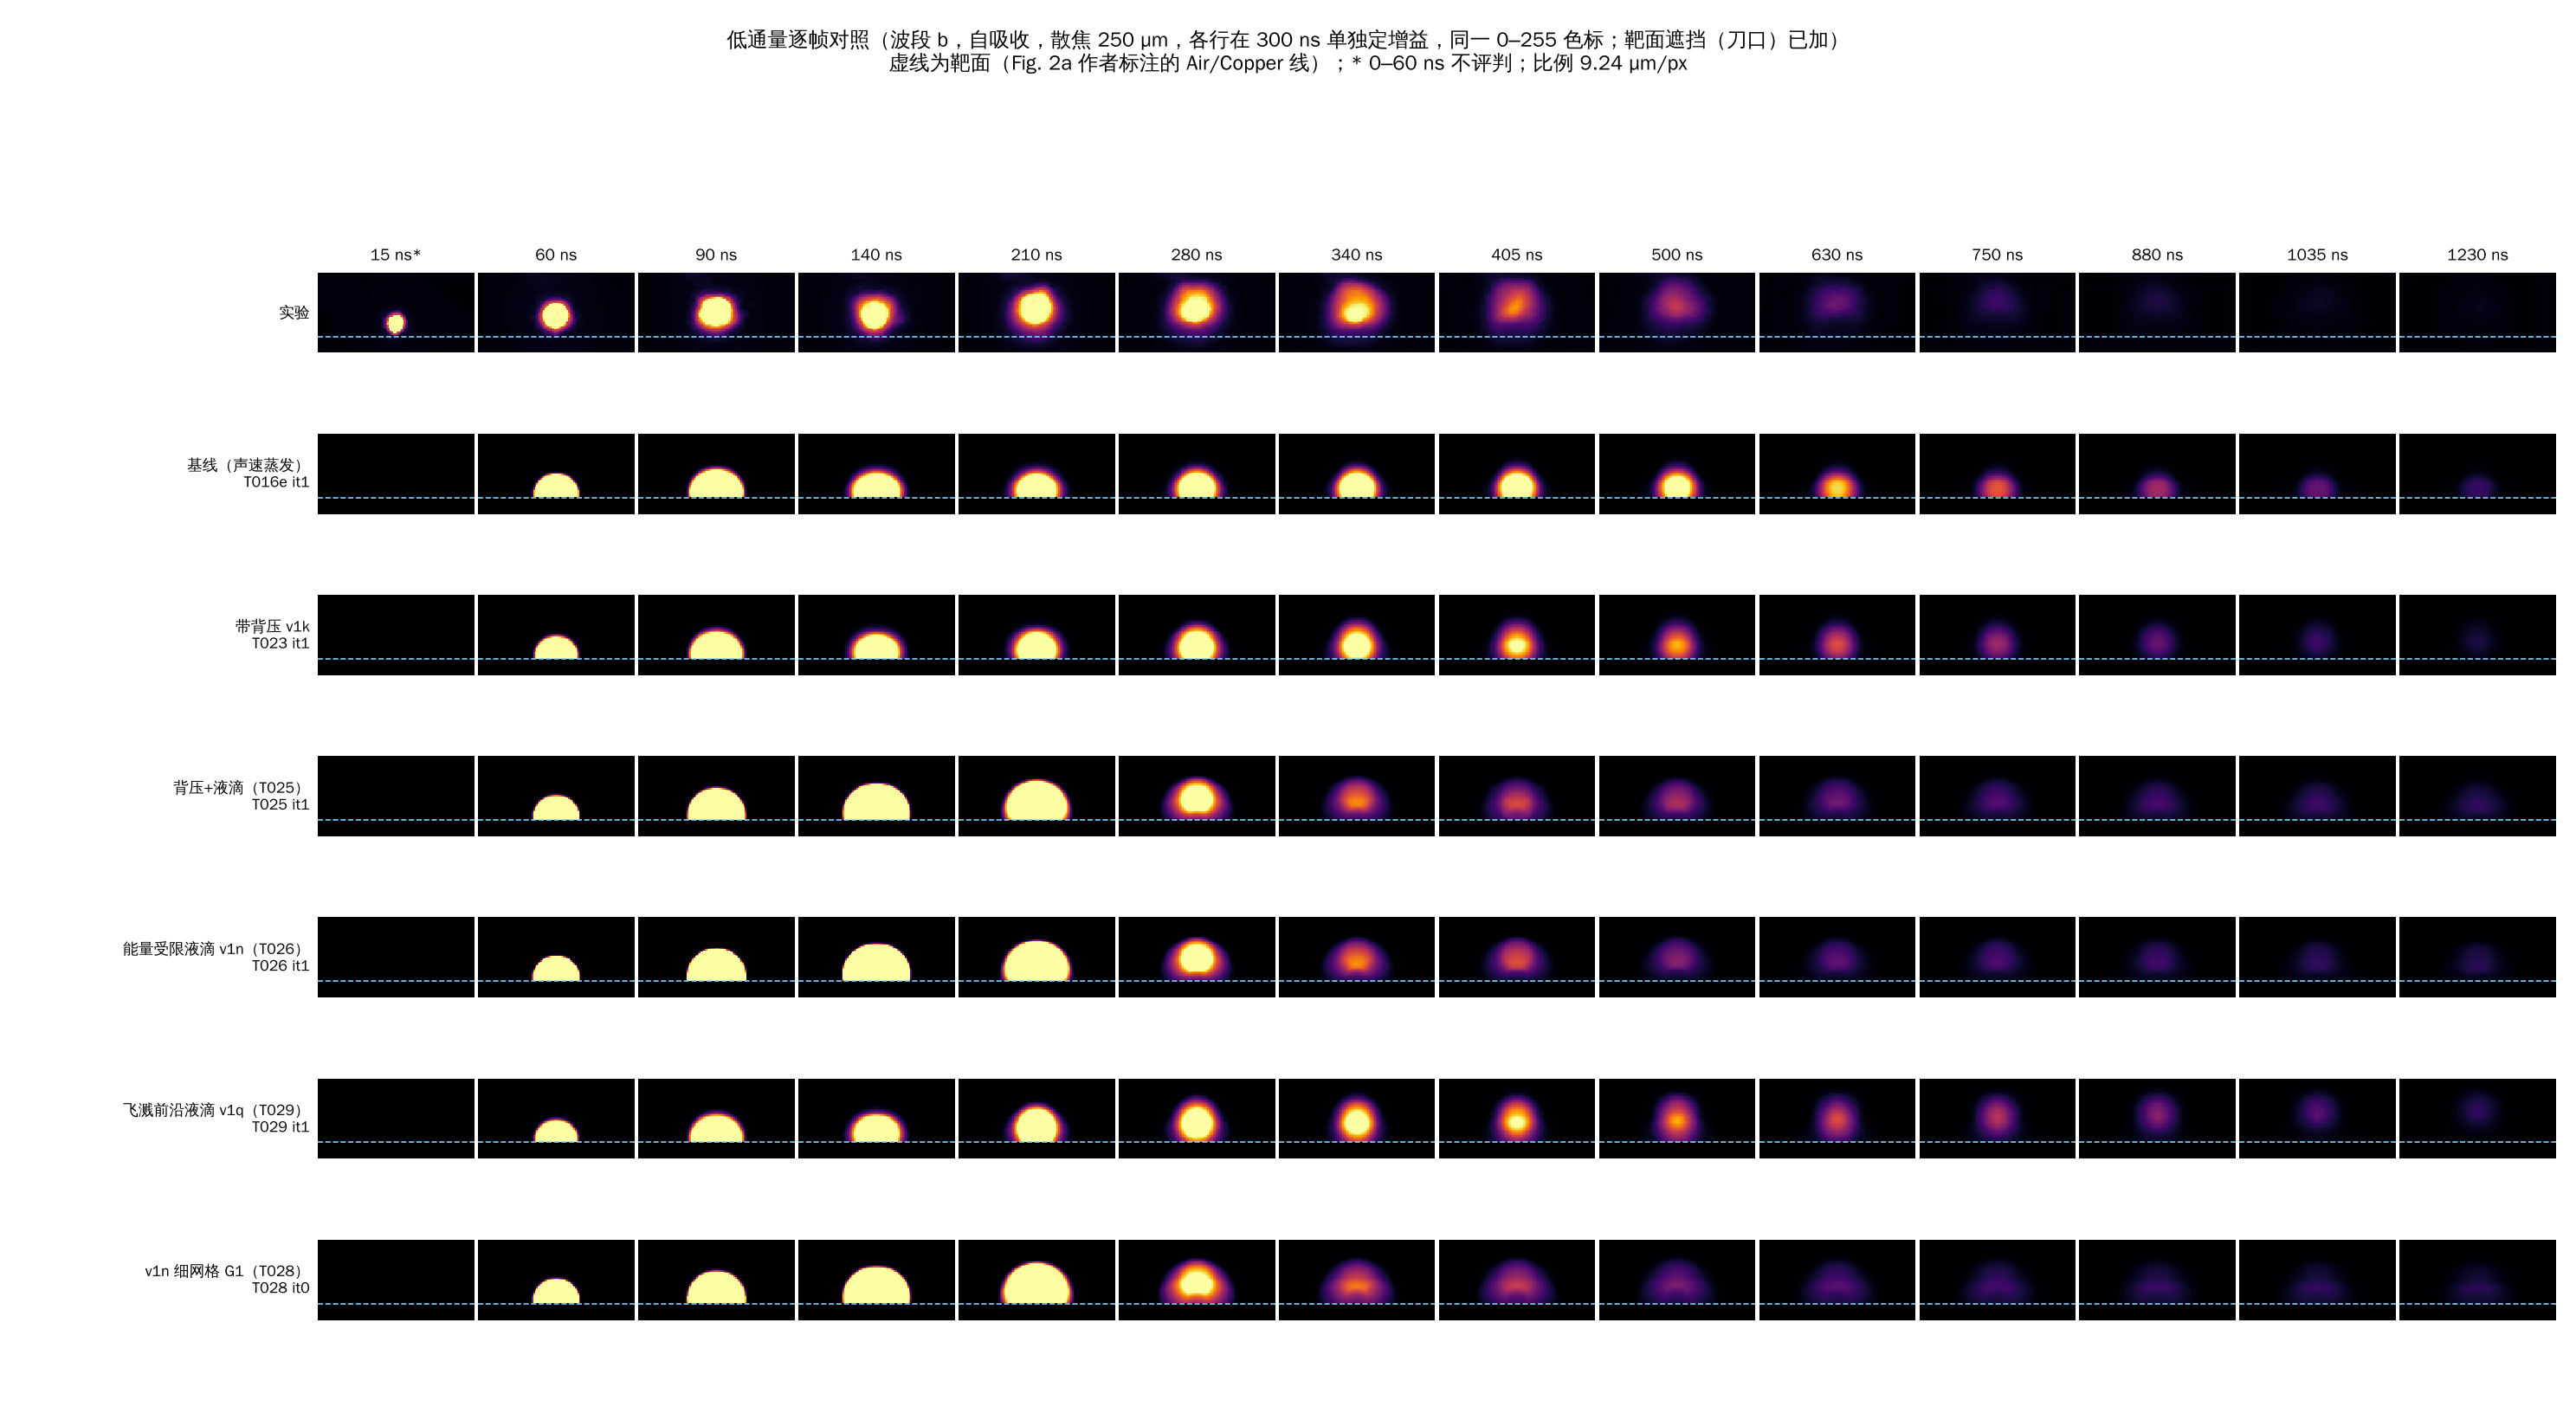 低通量逐帧对照（波段 b，自吸收，散焦 250 μm，各行在 300 ns 单独定增益，同一 0–255 色标；靶面遮挡（刀口）已加）
虚线为靶面（Fig. 2a 作者标注的 Air/Copper 线）；* 0–60 ns 不评判；比例 9.24 μm/px
15 ns* 60 ns 90 ns 140 ns 210 ns 280 ns 340 ns 405 ns 500 ns 630 ns 750 ns 880 ns 1035 ns 1230 ns
实验
基线（声速蒸发）
T016e it1
带背压 v1k
T023 it1
背压+液滴（T025）
T025 it1
能量受限液滴 v1n（T026）
T026 it1
飞溅前沿液滴 v1q（T029）
T029 it1
v1n 细网格 G1（T028）
T028 it0